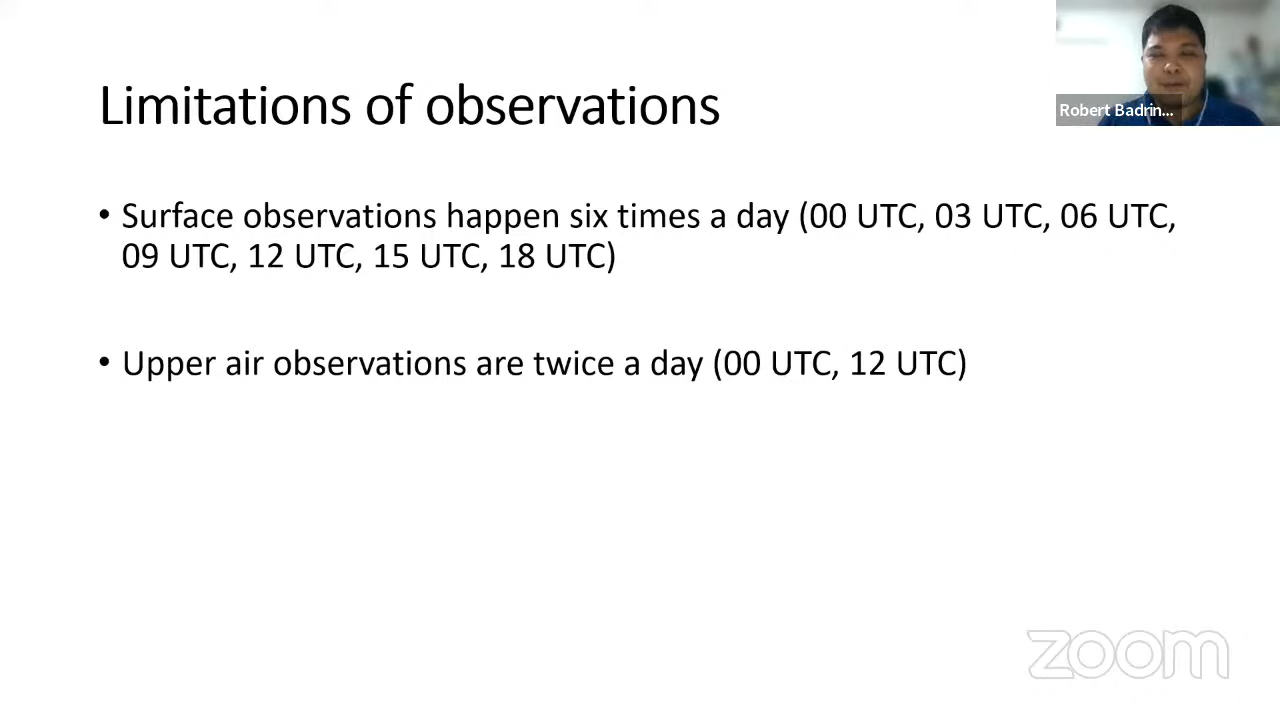 Limitations of observations
Robert Badrin...
• Surface observations happen six times a day (00 UTC, 03 UTC, 06 UTC,
09 UTC, 12 UTC, 15 UTC, 18 UTC)
• Upper air observations are twice a day (00 UTC, 12 UTC)
zoom